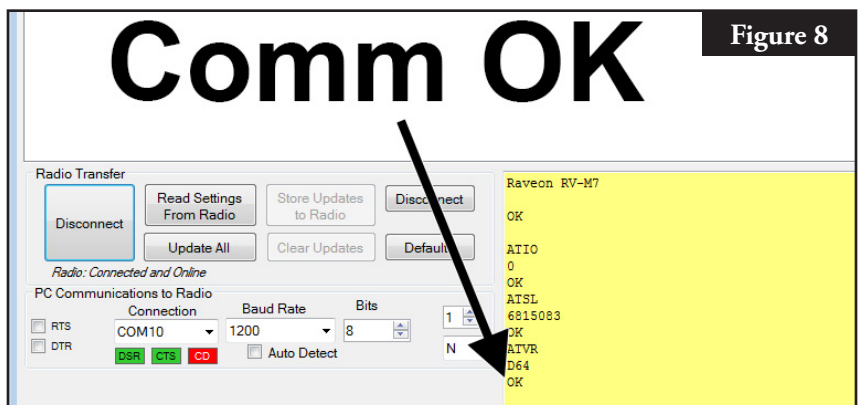 Figure 8
Comm OK
Radio Transfer
Disconnect
Read Settings
From Radio
Store Updates
to Radio
Disconnect
Update All
Clear Updates
Default
Radio: Connected and Online
PC Communications to Radio
Connection
Baud Rate
Bits
RTS
DTR
COM10
1200
8
1
N
DSR
CTS
CD
Auto Detect
Raveon RV-M7
OK
ATIO
0
OK
ATSL
6815083
OK
ATVR
D64
OK